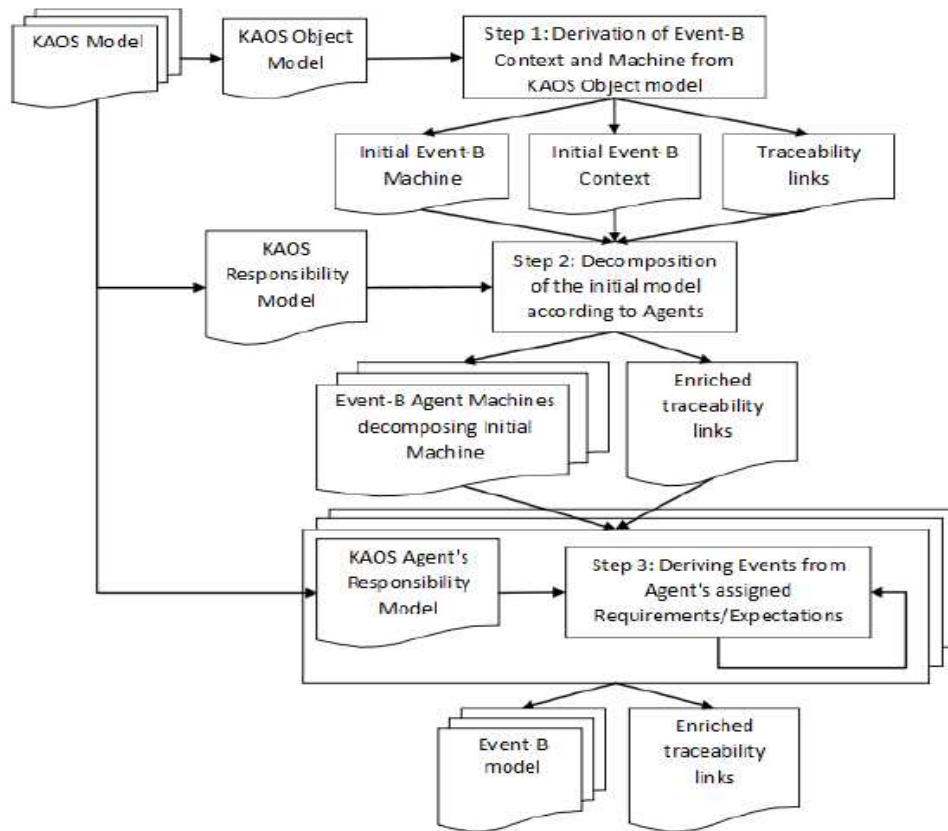 KAOS Model
KAOS Object
Model
Step 1: Derivation of Event-B
Context and Machine from
KAOS Object model
Initial Event-B
Machine
Initial Event-B
Context
Traceability
links
KAOS
Responsibility
Model
Step 2: Decomposition
of the initial model
according to Agents
Event-B Agent Machines
decomposing Initial
Machine
Enriched
traceability
links
KAOS Agent's
Responsibility
Model
Step 3: Deriving Events from
Agent's assigned
Requirements/Expectations
Event-B
model
Enriched
traceability
links